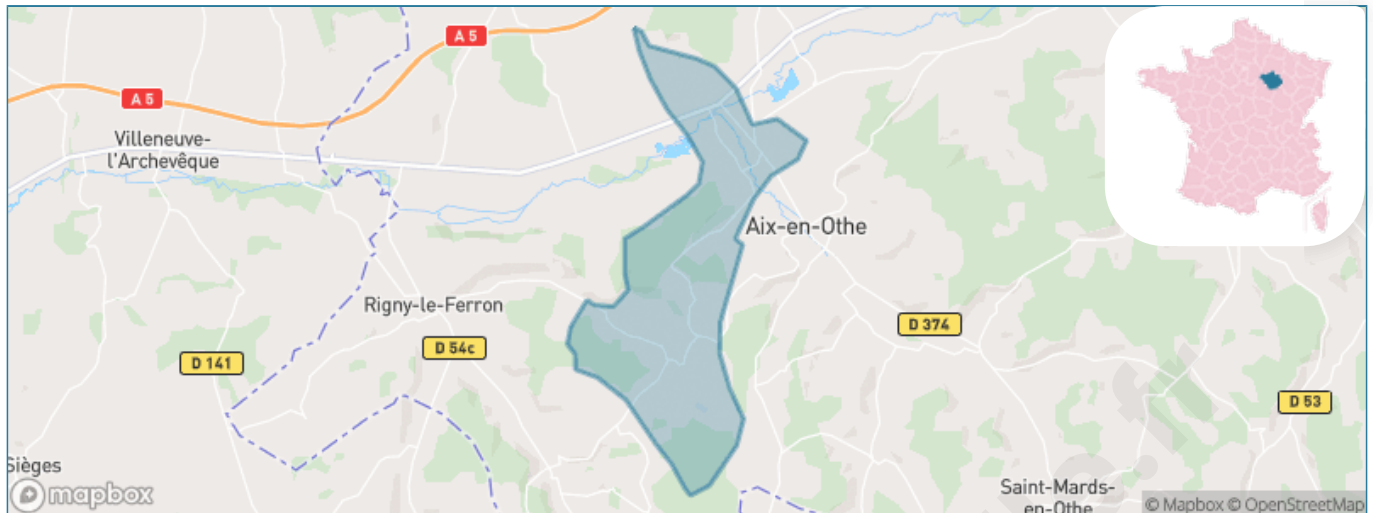 A 5
A 5
Villeneuve-
l'Archevêque
Aix-en-Othe
Rigny-le-Ferron
D 374
D 54c
D 141
D 53
Sièges
Saint-Mards-
en-Othe
mapbox
© Mapbox © OpenStreetMap